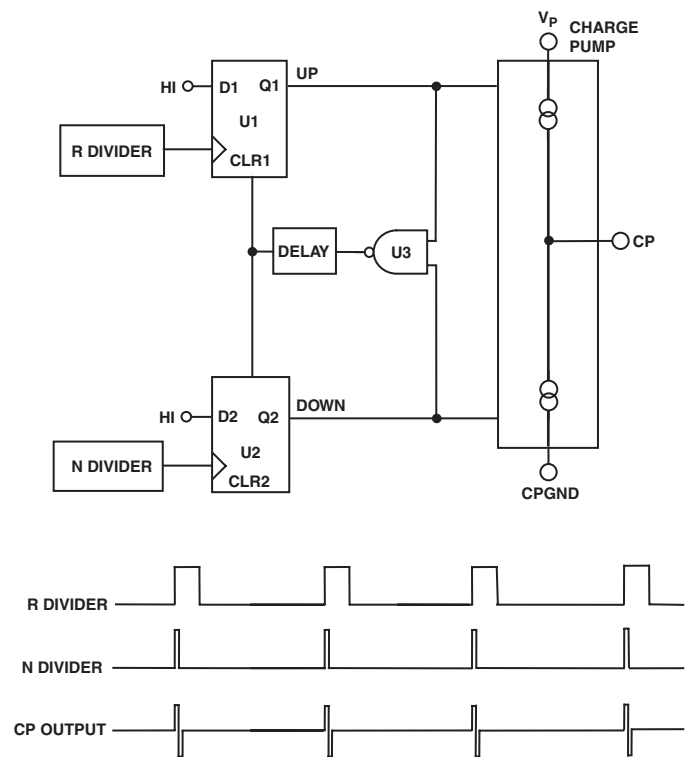 VP
CHARGE
PUMP
UP
HI
D1
Q1
U1
R DIVIDER
CLR1
DELAY
U3
CP
HI
D2
Q2
DOWN
U2
N DIVIDER
CLR2
CPGND
R DIVIDER
N DIVIDER
CP OUTPUT